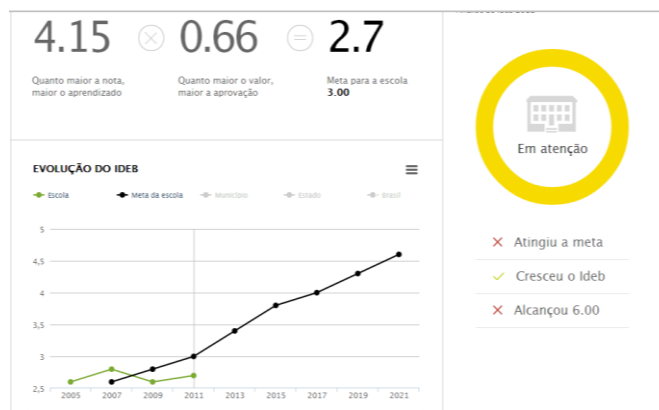 4.15 × 0.66 = 2.7
Quanto maior a nota,
maior o aprendizado
Quanto maior o valor,
maior a aprovação
Meta para a escola
3.00
Em atenção
Atingiu a meta
Cresceu o Ideb
Alcançou 6.00
EVOLUÇÃO DO IDEB
Escola
Meta da escola
Município
Estado
Brasil
5
4,5
4
3,5
3
2,5
2005 2007 2009 2011 2013 2015 2017 2019 2021